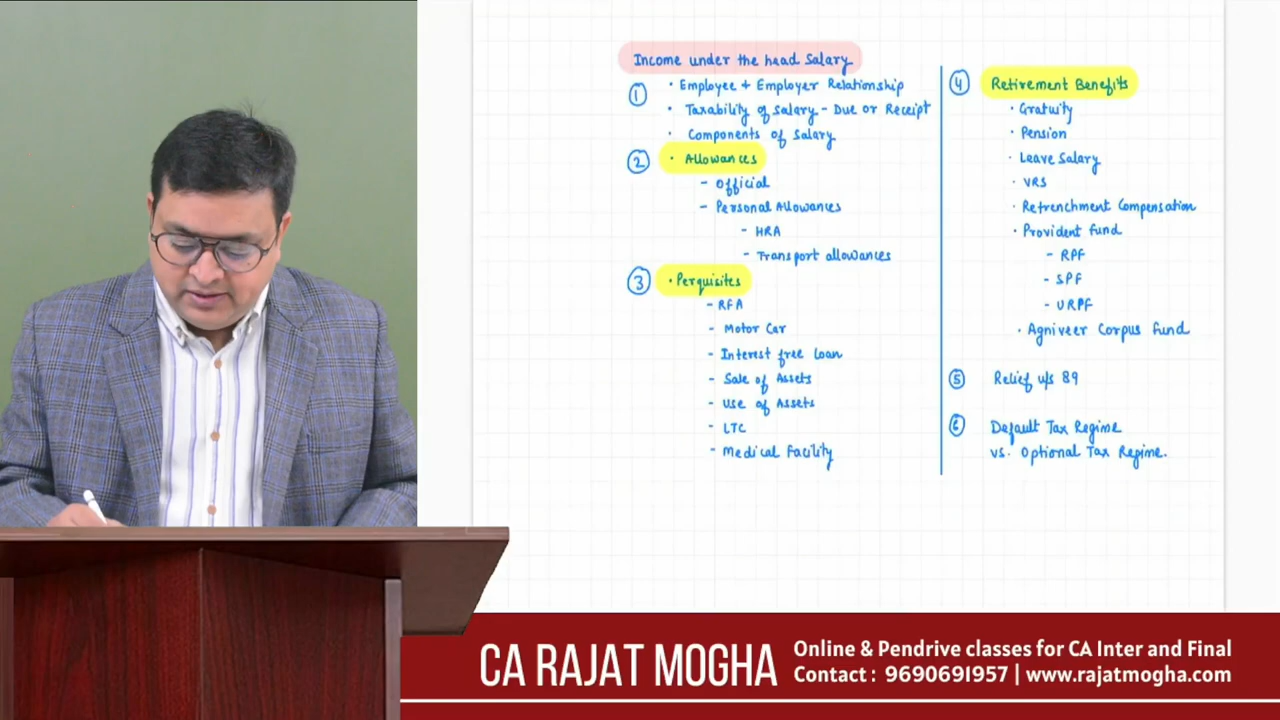 Income under the head Salary
① • Employee & Employer Relationship
• Taxability of Salary - Due or Receipt
• Components of Salary
② • Allowances
- Official
- Personal Allowances
- HRA
- Transport allowances
③ • Perquisites
- RFA
- Motor Car
- Interest free Loan
- Sale of Assets
- Use of Assets
- LTC
- Medical Facility
④ Retirement Benefits
• Gratuity
• Pension
• Leave Salary
• VRS
• Retrenchment Compensation
• Provident fund
- RPF
- SPF
- URPF
• Agniveer Corpus fund
⑤ Relief u/s 89
⑥ Default Tax Regime
vs. Optional Tax Regime.
CA RAJAT MOGHA
Online & Pendrive classes for CA Inter and Final
Contact : 9690691957 | www.rajatmogha.com